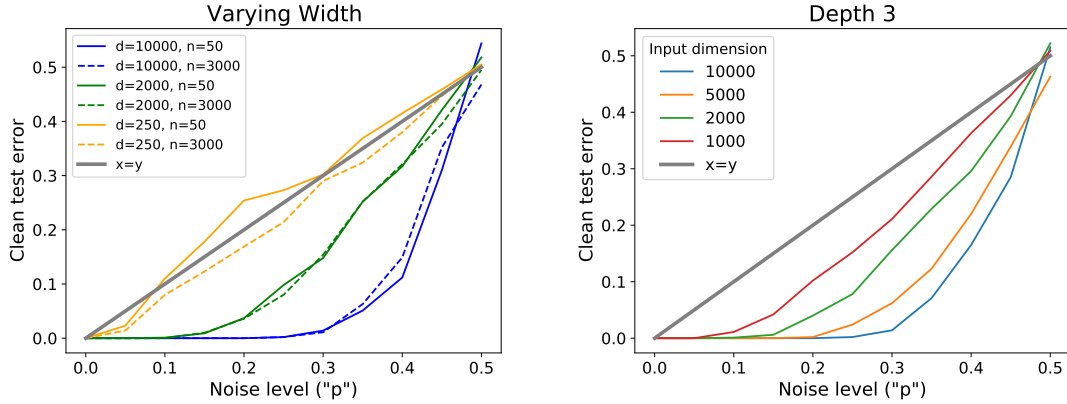 Varying Width
d=10000, n=50
d=10000, n=3000
d=2000, n=50
d=2000, n=3000
d=250, n=50
d=250, n=3000
x=y
Clean test error
0.5
0.4
0.3
0.2
0.1
0.0
0.0 0.1 0.2 0.3 0.4 0.5
Noise level ("p")
Depth 3
Input dimension
10000
5000
2000
1000
x=y
Clean test error
0.5
0.4
0.3
0.2
0.1
0.0
0.0 0.1 0.2 0.3 0.4 0.5
Noise level ("p")